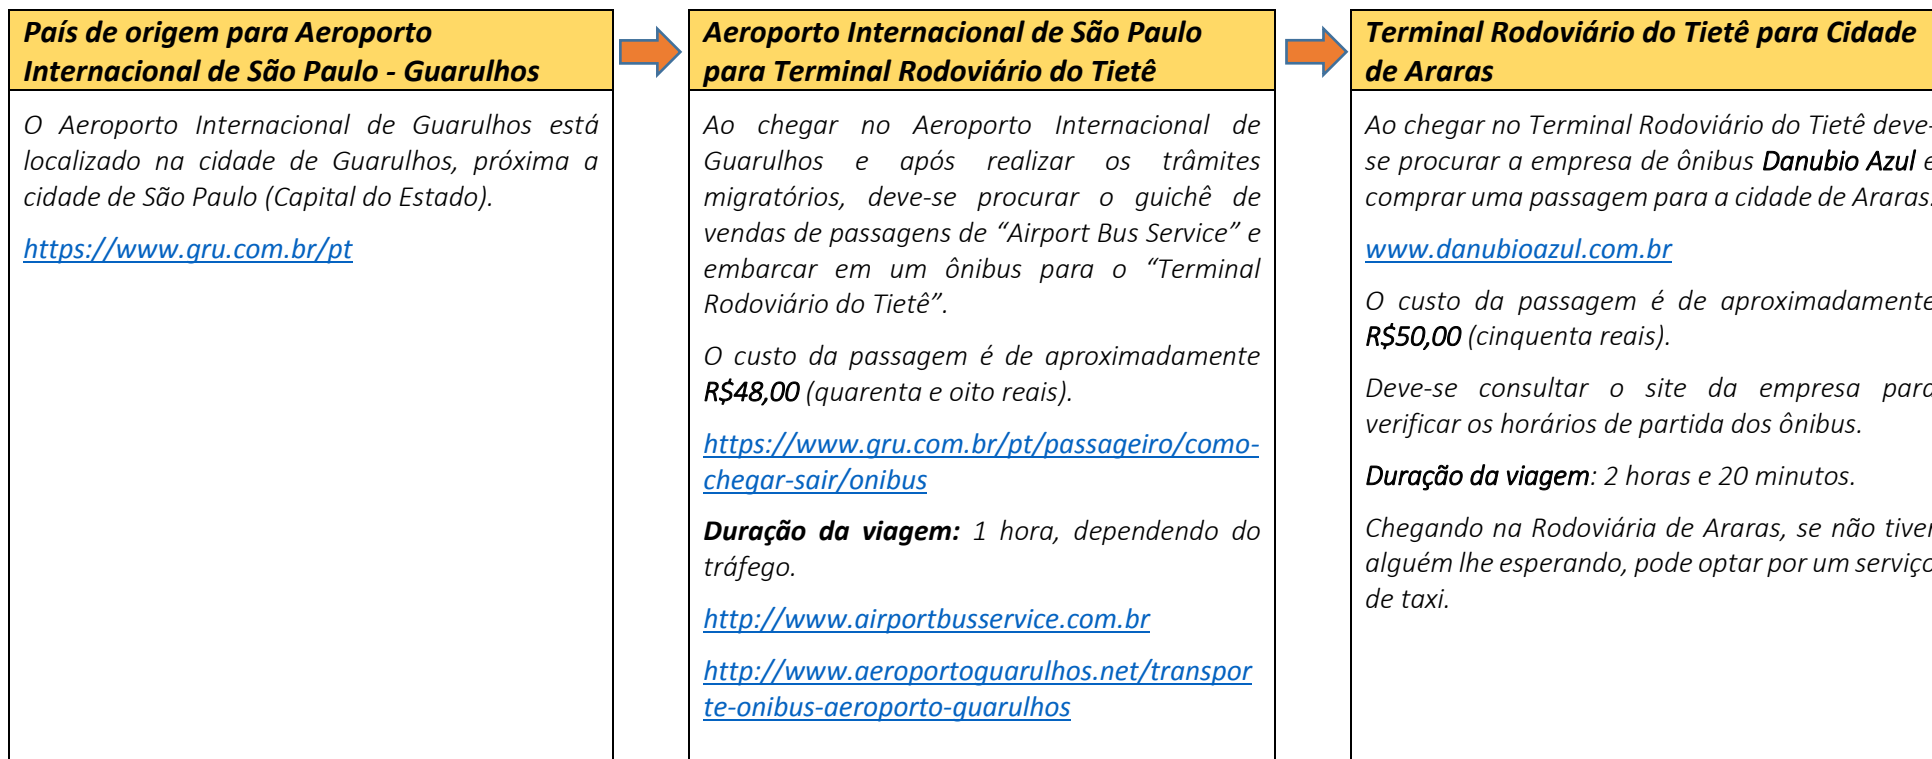 País de origem para Aeroporto
Internacional de São Paulo - Guarulhos
O Aeroporto Internacional de Guarulhos está
localizado na cidade de Guarulhos, próxima a
cidade de São Paulo (Capital do Estado).
https://www.gru.com.br/pt
Aeroporto Internacional de São Paulo
para Terminal Rodoviário do Tietê
Ao chegar no Aeroporto Internacional de
Guarulhos e após realizar os trâmites
migratórios, deve-se procurar o guichê de
vendas de passagens de “Airport Bus Service” e
embarcar em um ônibus para o “Terminal
Rodoviário do Tietê”.
O custo da passagem é de aproximadamente
R$48,00 (quarenta e oito reais).
https://www.gru.com.br/pt/passageiro/como-
chegar-sair/onibus
Duração da viagem: 1 hora, dependendo do
tráfego.
http://www.airportbusservice.com.br
http://www.aeroportoguarulhos.net/transpor
te-onibus-aeroporto-guarulhos
Terminal Rodoviário do Tietê para Cidade
de Araras
Ao chegar no Terminal Rodoviário do Tietê deve-
se procurar a empresa de ônibus Danubio Azul e
comprar uma passagem para a cidade de Araras.
www.danubioazul.com.br
O custo da passagem é de aproximadamente
R$50,00 (cinquenta reais).
Deve-se consultar o site da empresa para
verificar os horários de partida dos ônibus.
Duração da viagem: 2 horas e 20 minutos.
Chegando na Rodoviária de Araras, se não tiver
alguém lhe esperando, pode optar por um serviço
de taxi.